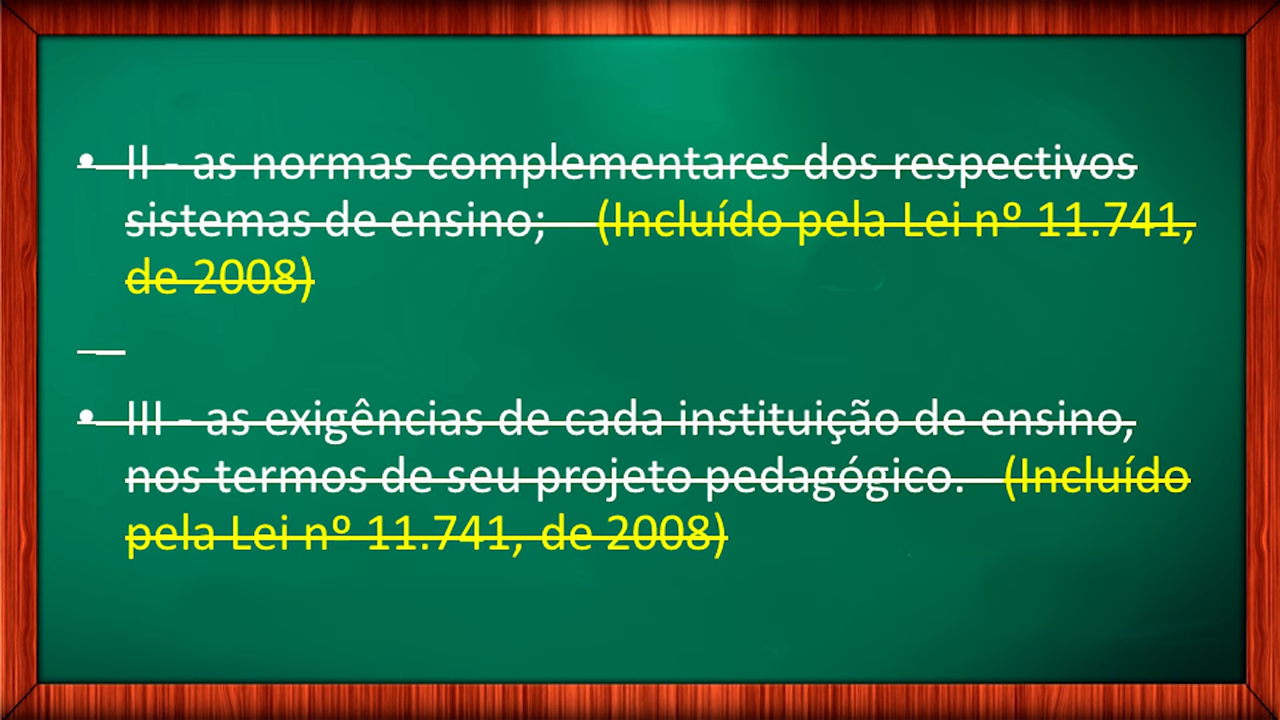 • II - as normas complementares dos respectivos
sistemas de ensino; (Incluído pela Lei nº 11.741,
de 2008)
• III - as exigências de cada instituição de ensino,
nos termos de seu projeto pedagógico. (Incluído
pela Lei nº 11.741, de 2008)